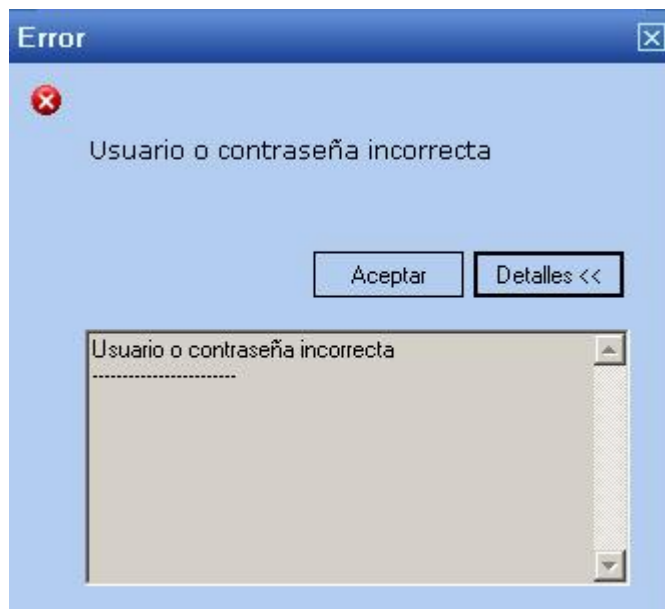 Error
Usuario o contraseña incorrecta
Aceptar
Detalles <<
Usuario o contraseña incorrecta
------------------------